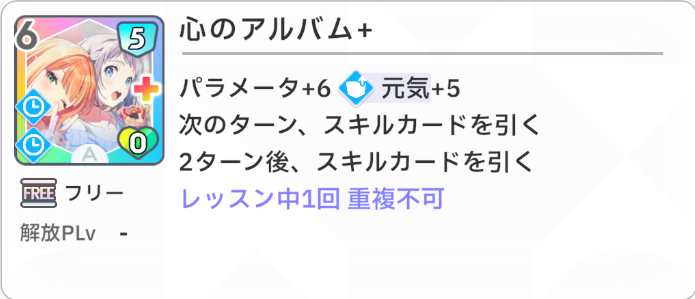 心のアルバム+
6
5
0
A
パラメータ+6 元気+5
次のターン、スキルカードを引く
2ターン後、スキルカードを引く
レッスン中1回 重複不可
FREE フリー
解放PLv -